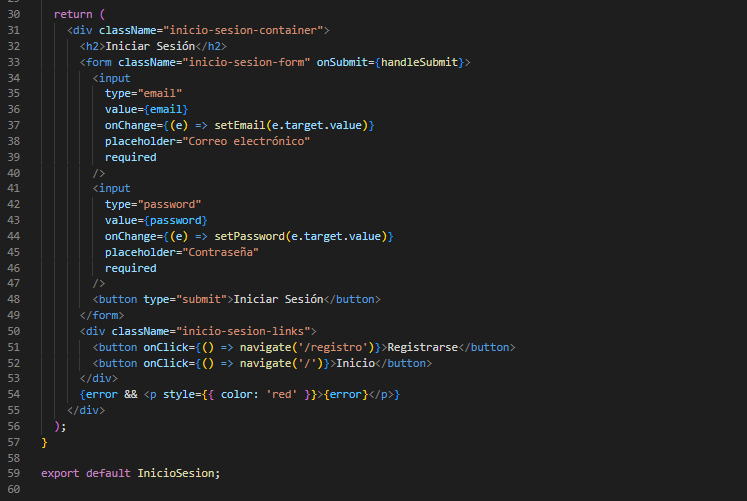 30 return (
31 <div className="inicio-sesion-container">
32 <h2>Iniciar Sesión</h2>
33 <form className="inicio-sesion-form" onSubmit={handleSubmit}>
34 <input
35 type="email"
36 value={email}
37 onChange={(e) => setEmail(e.target.value)}
38 placeholder="Correo electrónico"
39 required
40 />
41 <input
42 type="password"
43 value={password}
44 onChange={(e) => setPassword(e.target.value)}
45 placeholder="Contraseña"
46 required
47 />
48 <button type="submit">Iniciar Sesión</button>
49 </form>
50 <div className="inicio-sesion-links">
51 <button onClick={() => navigate('/registro')}>Registrarse</button>
52 <button onClick={() => navigate('/')}>Inicio</button>
53 </div>
54 {error && <p style={{ color: 'red' }}>{error}</p>}
55 </div>
56 );
57 }
58
59 export default InicioSesion;
60